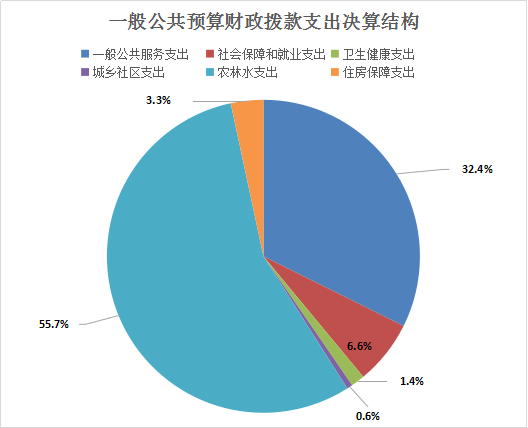 一般公共预算财政拨款支出决算结构
一般公共服务支出 社会保障和就业支出 卫生健康支出
城乡社区支出 农林水支出 住房保障支出
3.3%
32.4%
55.7%
6.6%
1.4%
0.6%